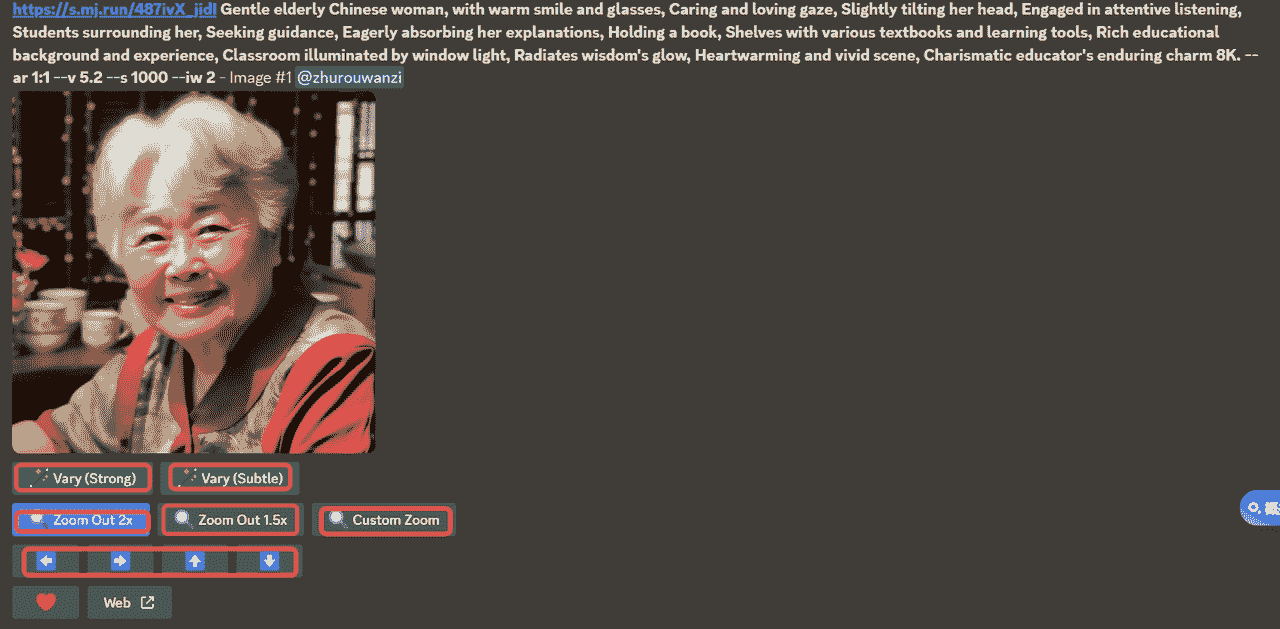 https://s.mj.run/487ivX_jjdI Gentle elderly Chinese woman, with warm smile and glasses, Caring and loving gaze, Slightly tilting her head, Engaged in attentive listening,
Students surrounding her, Seeking guidance, Eagerly absorbing her explanations, Holding a book, Shelves with various textbooks and learning tools, Rich educational
background and experience, Classroom illuminated by window light, Radiates wisdom's glow, Heartwarming and vivid scene, Charismatic educator's enduring charm 8K. --
ar 1:1 --v 5.2 --s 1000 --iw 2 - Image #1 @zhurouwanzi
Vary (Strong) Vary (Subtle)
Zoom Out 2x Zoom Out 1.5x Custom Zoom
Web